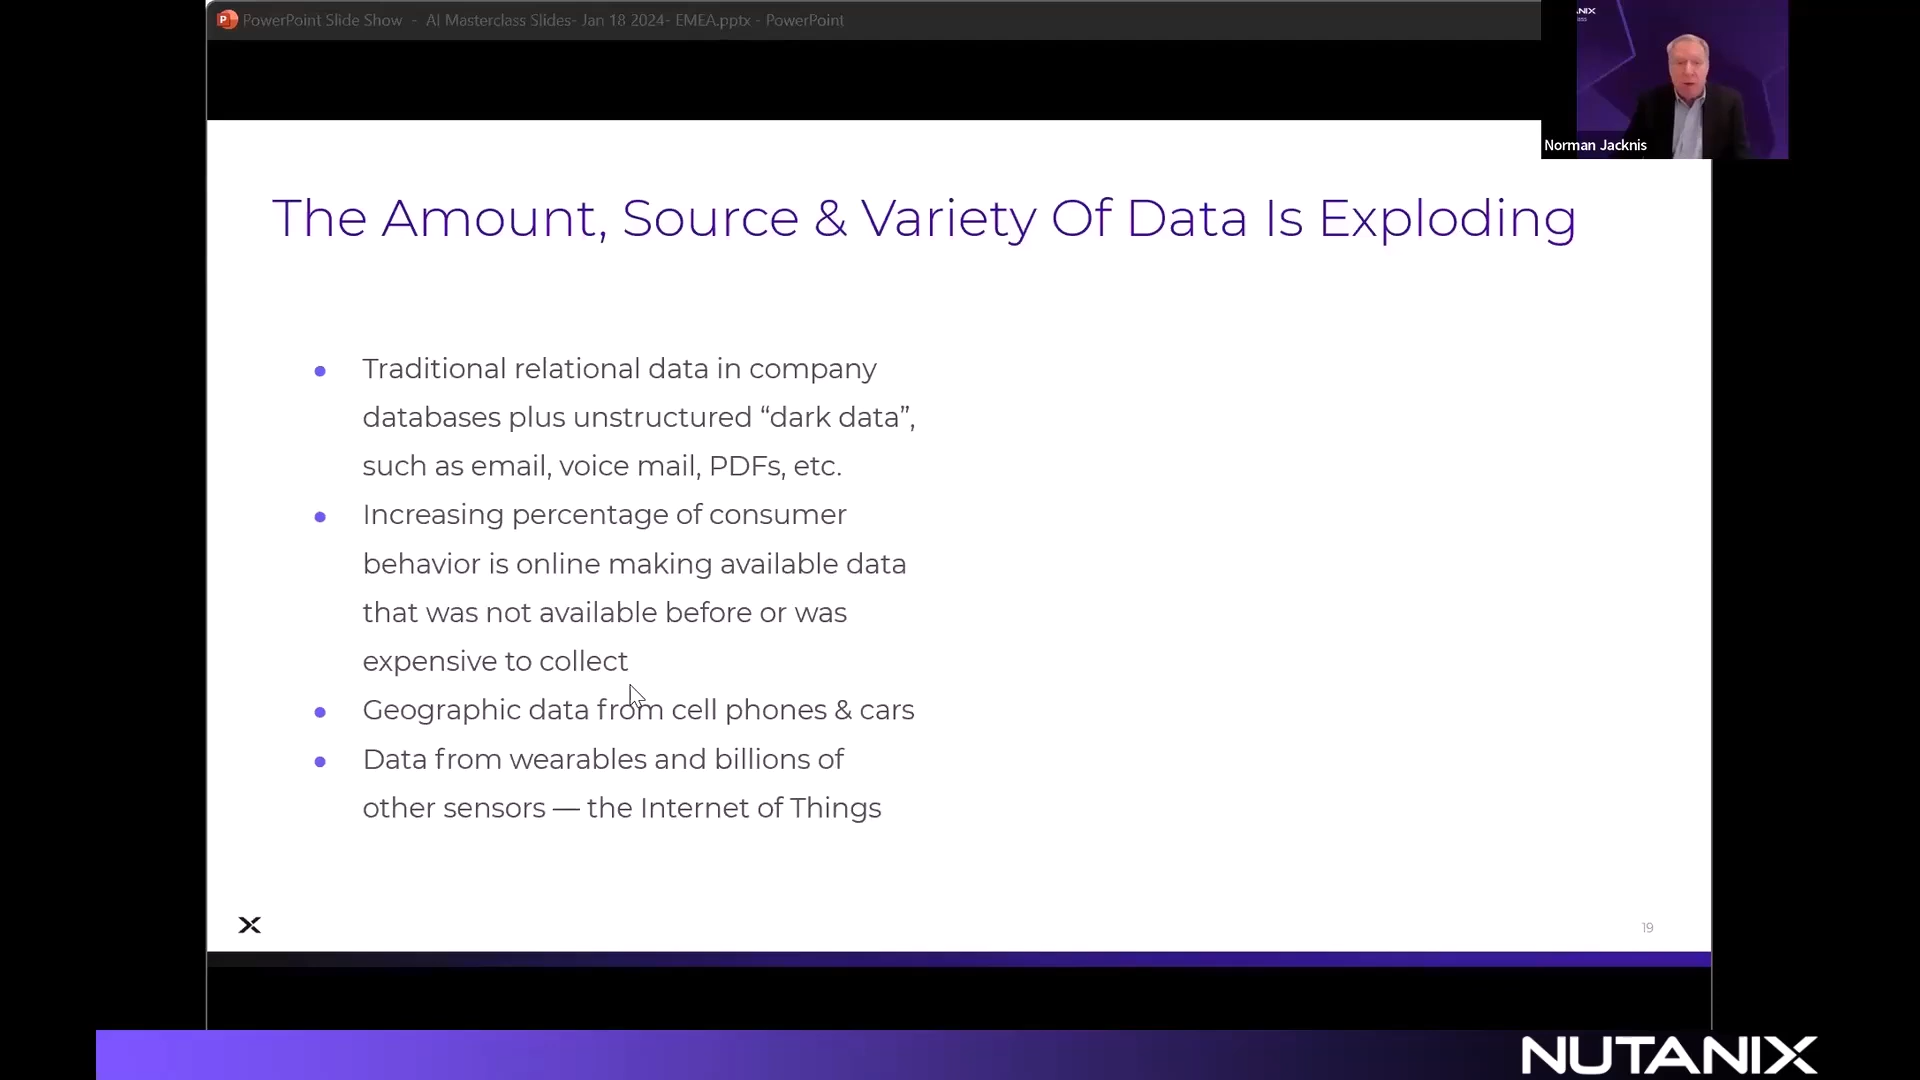 PowerPoint Slide Show - AI Masterclass Slides- Jan 18 2024- EMEA.pptx - PowerPoint
Norman Jacknis
The Amount, Source & Variety Of Data Is Exploding
• Traditional relational data in company
databases plus unstructured “dark data”,
such as email, voice mail, PDFs, etc.
• Increasing percentage of consumer
behavior is online making available data
that was not available before or was
expensive to collect
• Geographic data from cell phones & cars
• Data from wearables and billions of
other sensors — the Internet of Things
19
NUTANIX